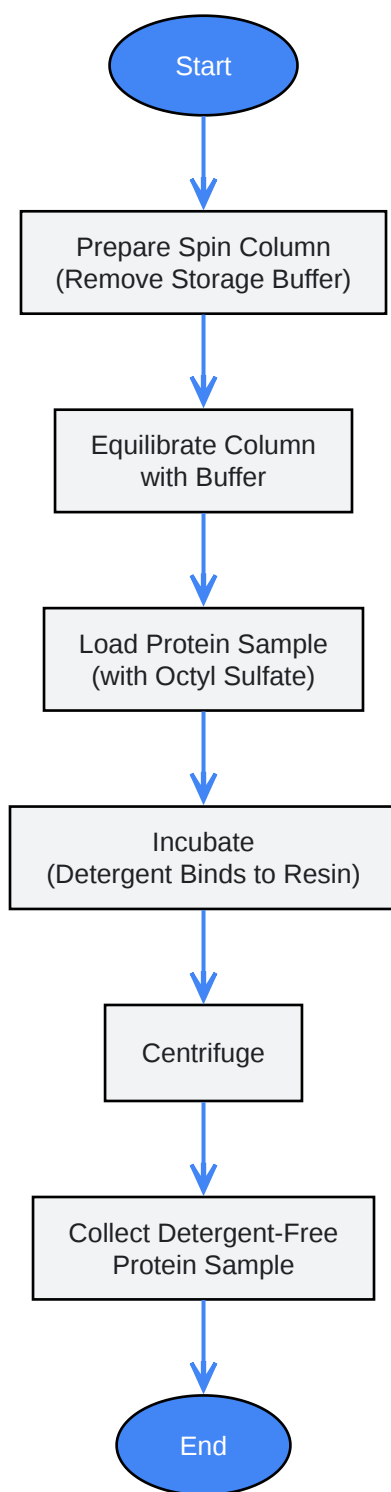 Start
Prepare Spin Column
(Remove Storage Buffer)
Equilibrate Column
with Buffer
Load Protein Sample
(with Octyl Sulfate)
Incubate
(Detergent Binds to Resin)
Centrifuge
Collect Detergent-Free
Protein Sample
End